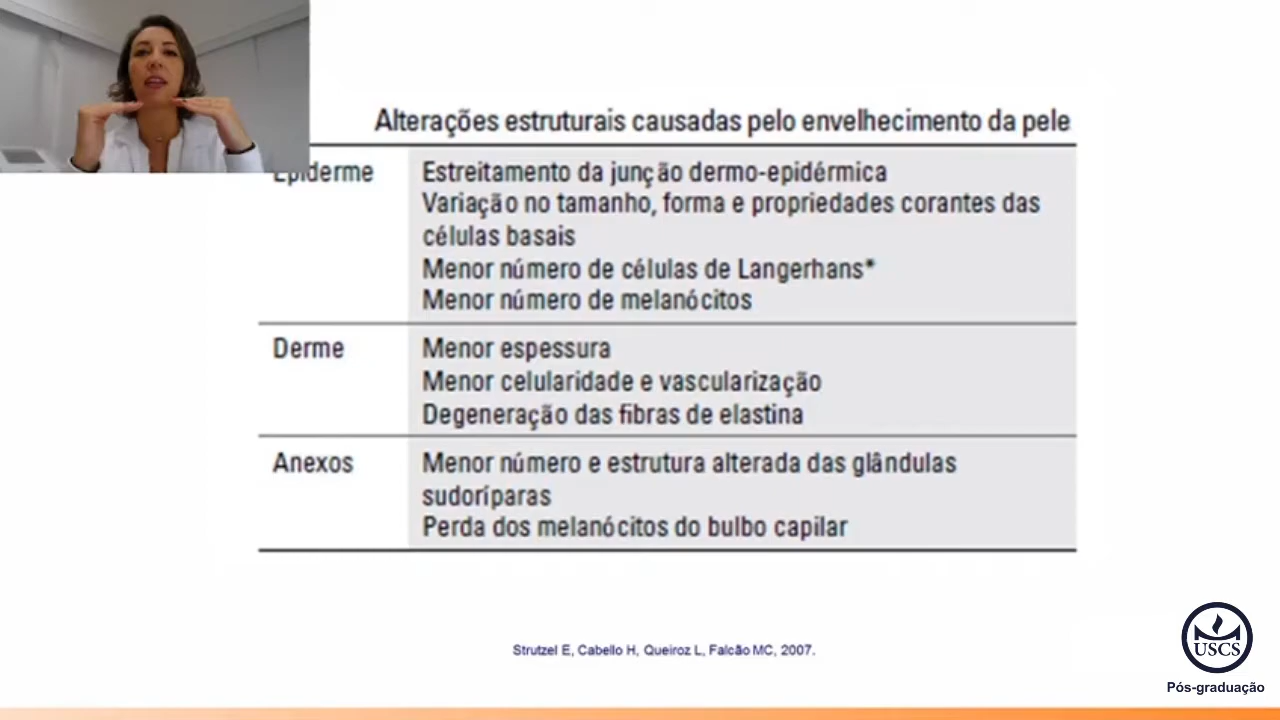 Alterações estruturais causadas pelo envelhecimento da pele
Epiderme
Estreitamento da junção dermo-epidérmica
Variação no tamanho, forma e propriedades corantes das
células basais
Menor número de células de Langerhans*
Menor número de melanócitos
Derme
Menor espessura
Menor celularidade e vascularização
Degeneração das fibras de elastina
Anexos
Menor número e estrutura alterada das glândulas
sudoríparas
Perda dos melanócitos do bulbo capilar
Strutzel E, Cabello H, Queiroz L, Falcão MC, 2007.
USCS
Pós-graduação